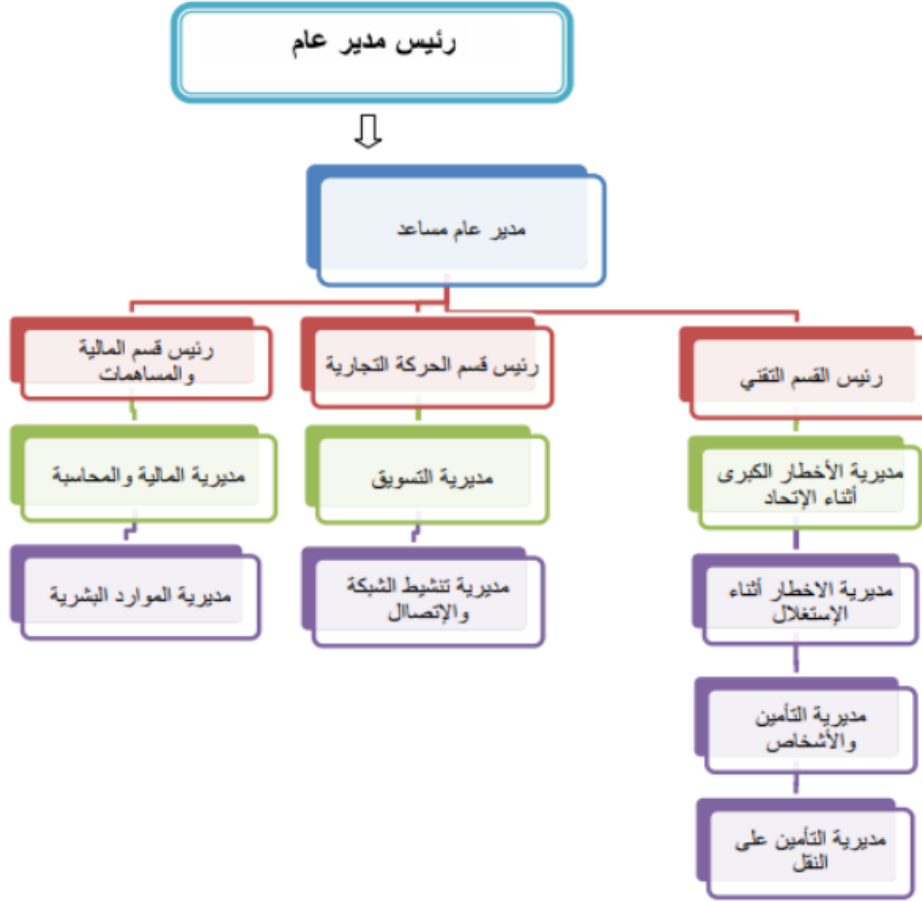 رئيس مدير عام
مدير عام مساعد
رئيس القسم التقني
رئيس قسم الحركة التجارية
رئيس قسم المالية
والمساهمات
مديرية الأخطار الكبرى
أثناء الإتحاد
مديرية التسويق
مديرية المالية والمحاسبة
مديرية الاخطار أثناء
الإستغلال
مديرية تنشيط الشبكة
والإتصاال
مديرية الموارد البشرية
مديرية التأمين
والأشخاص
مديرية التأمين على
النقل